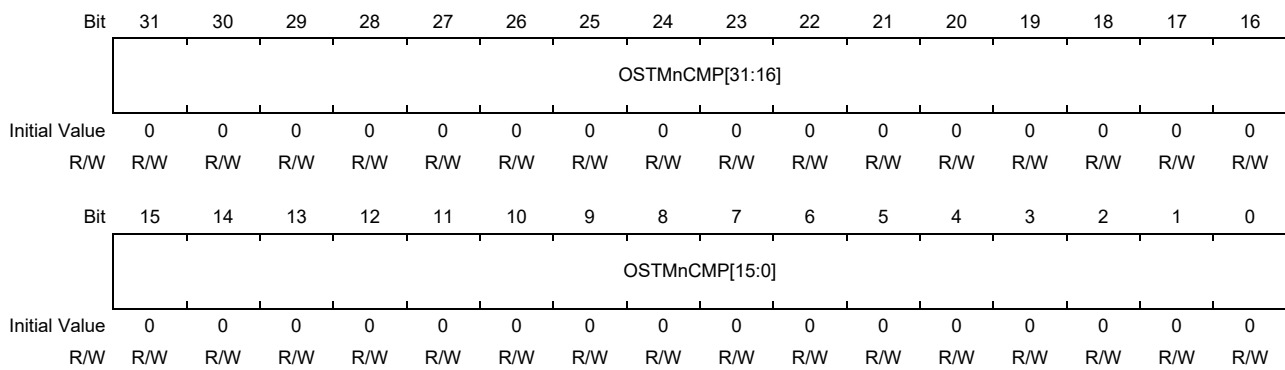 Bit 31 30 29 28 27 26 25 24 23 22 21 20 19 18 17 16
OSTMnCMP[31:16]
Initial Value 0 0 0 0 0 0 0 0 0 0 0 0 0 0 0 0
R/W R/W R/W R/W R/W R/W R/W R/W R/W R/W R/W R/W R/W R/W R/W R/W R/W
Bit 15 14 13 12 11 10 9 8 7 6 5 4 3 2 1 0
OSTMnCMP[15:0]
Initial Value 0 0 0 0 0 0 0 0 0 0 0 0 0 0 0 0
R/W R/W R/W R/W R/W R/W R/W R/W R/W R/W R/W R/W R/W R/W R/W R/W R/W